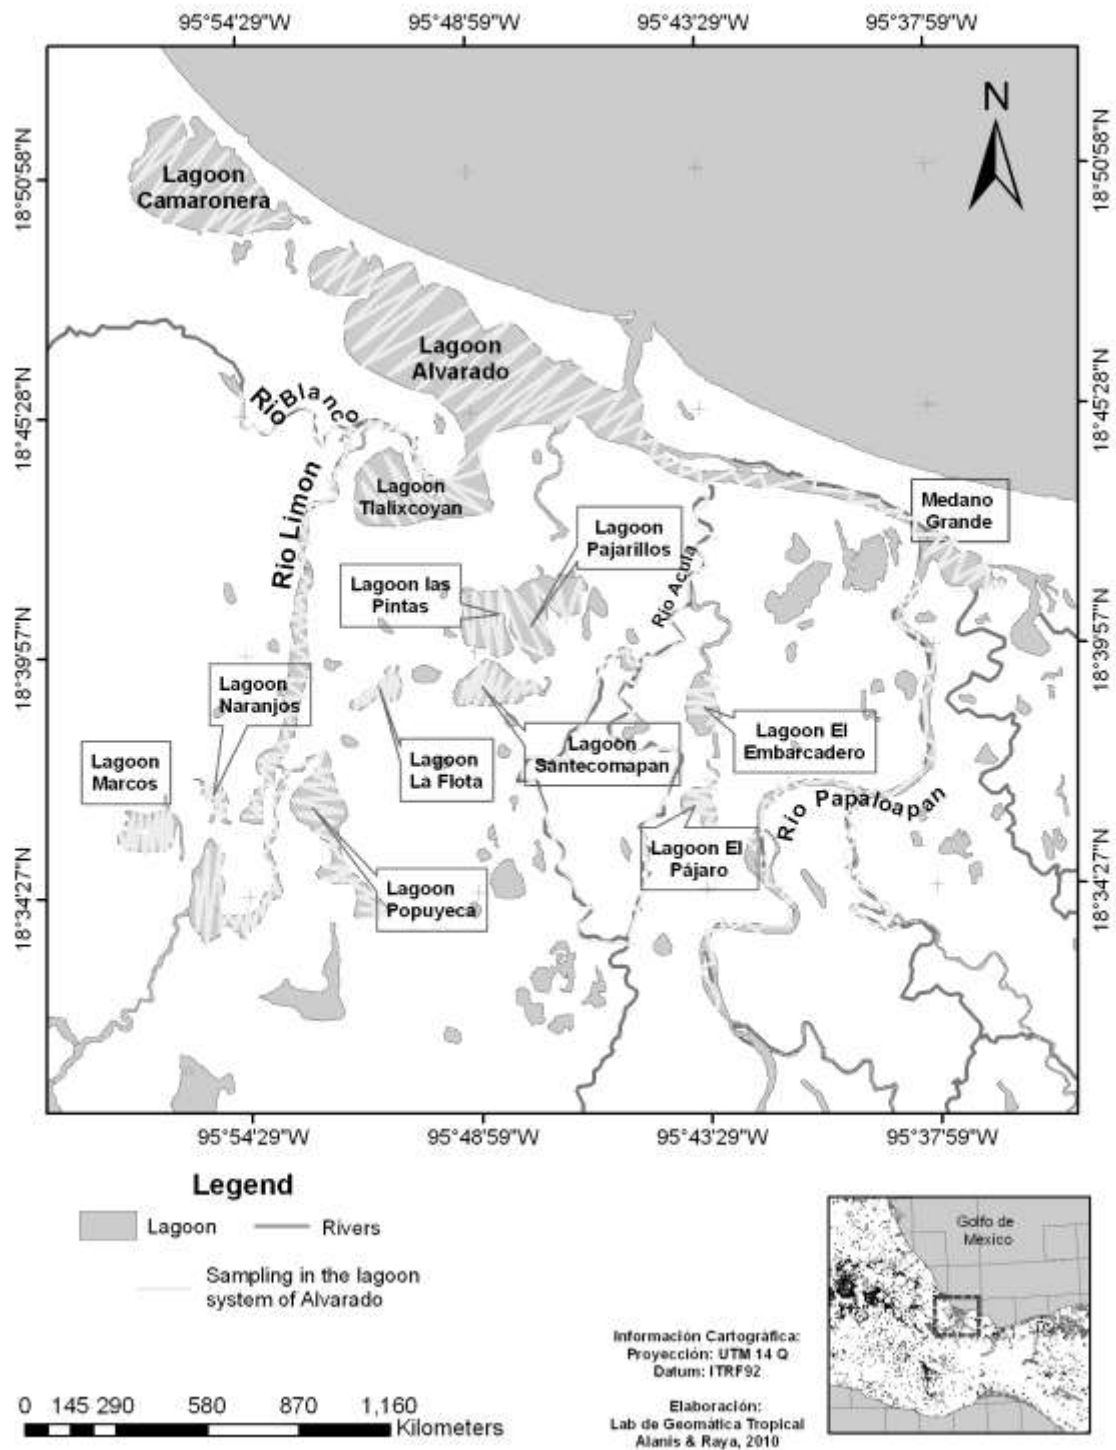 95°54'29"W 95°48'59"W 95°43'29"W 95°37'59"W
N
18°50'58"N
18°50'58"N
Lagoon
Camaronera
Lagoon
Alvarado
18°45'28"N
18°45'28"N
Rio Blanco
Rio Limon
Lagoon
Tlalixcoyan
Medano
Grande
Lagoon
Pajarillos
Rio Acula
Lagoon las
Pintas
18°39'57"N
18°39'57"N
Lagoon
Naranjos
Lagoon
Marcos
Lagoon
La Flota
Lagoon
Santecomapan
Lagoon El
Embarcadero
Rio Papaloapan
Lagoon El
Pájaro
Lagoon
Popuyeca
18°34'27"N
18°34'27"N
95°54'29"W 95°48'59"W 95°43'29"W 95°37'59"W
Legend
Lagoon Rivers
Sampling in the lagoon
system of Alvarado
Golfo de
Mexico
Información Cartográfica:
Proyección: UTM 14 Q
Datum: ITRF92
Elaboración:
Lab de Geomática Tropical
Alanis & Raya, 2010
0 145 290 580 870 1,160
Kilometers